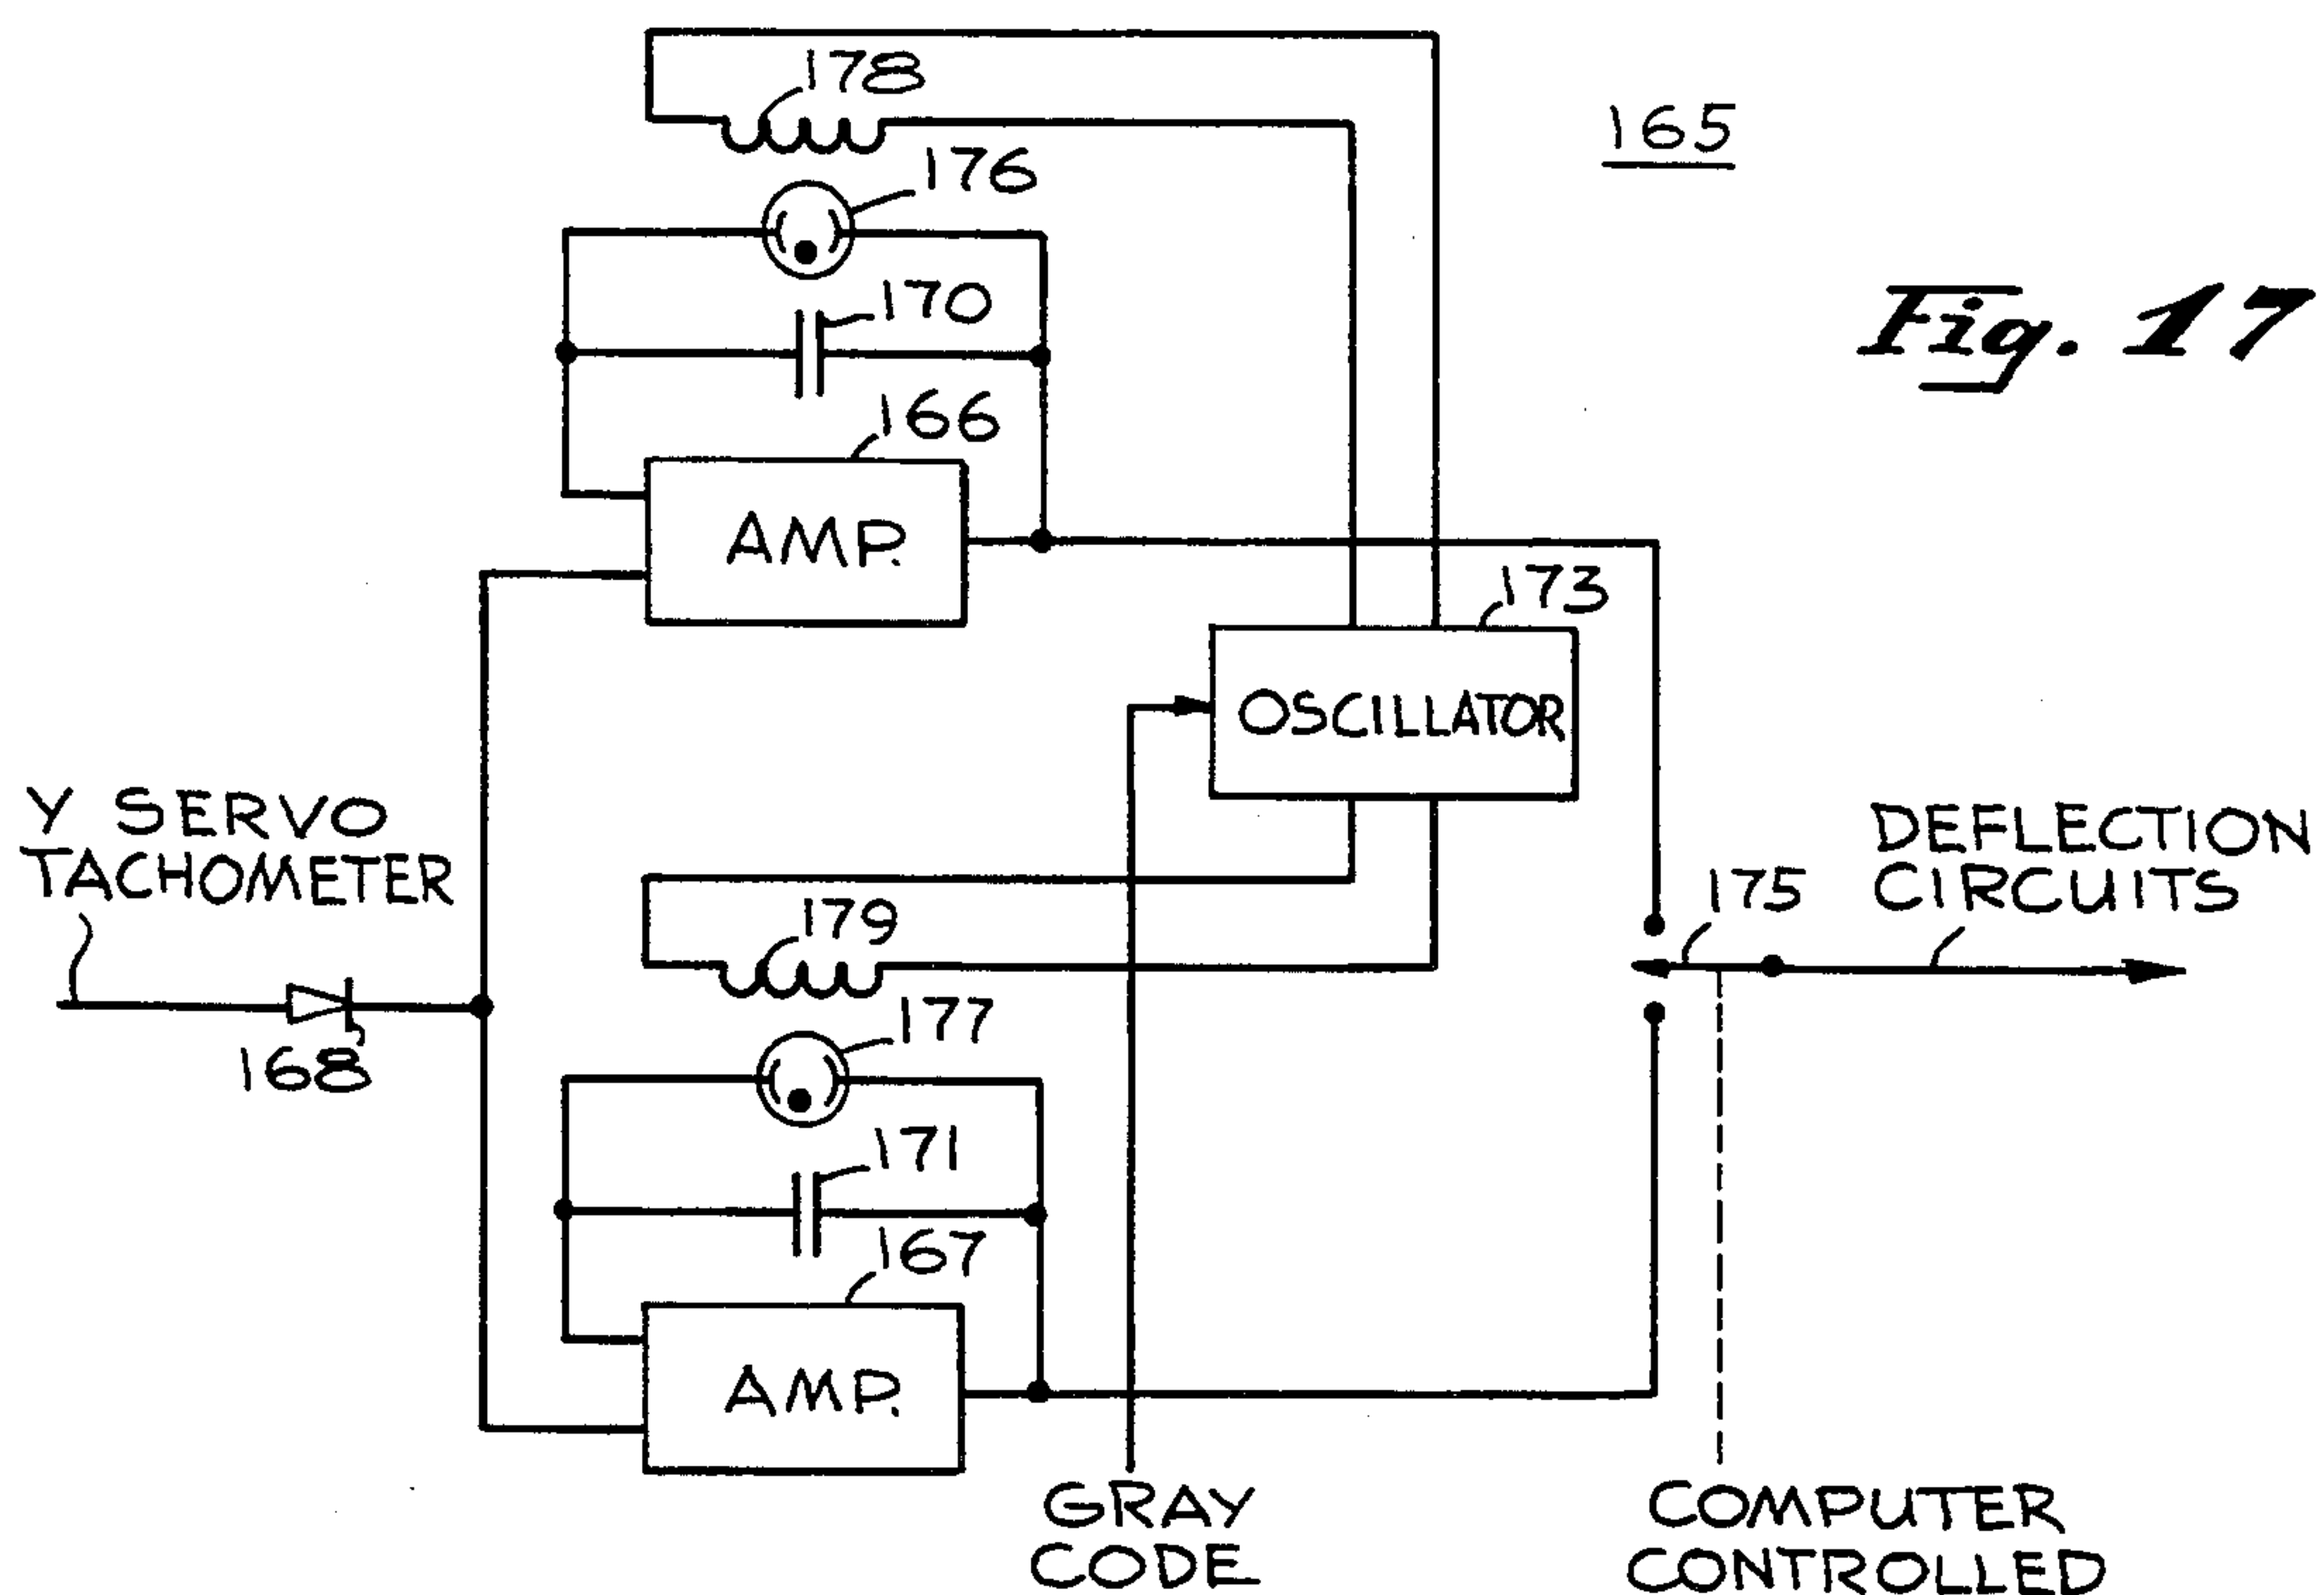 178
165
176
Fig. 17
170
166
AMP.
173
OSCILLATOR
Y SERVO
TACHOMETER
DEFLECTION
CIRCUITS
175
179
168
177
171
167
AMP.
GRAY
CODE
COMPUTER
CONTROLLED